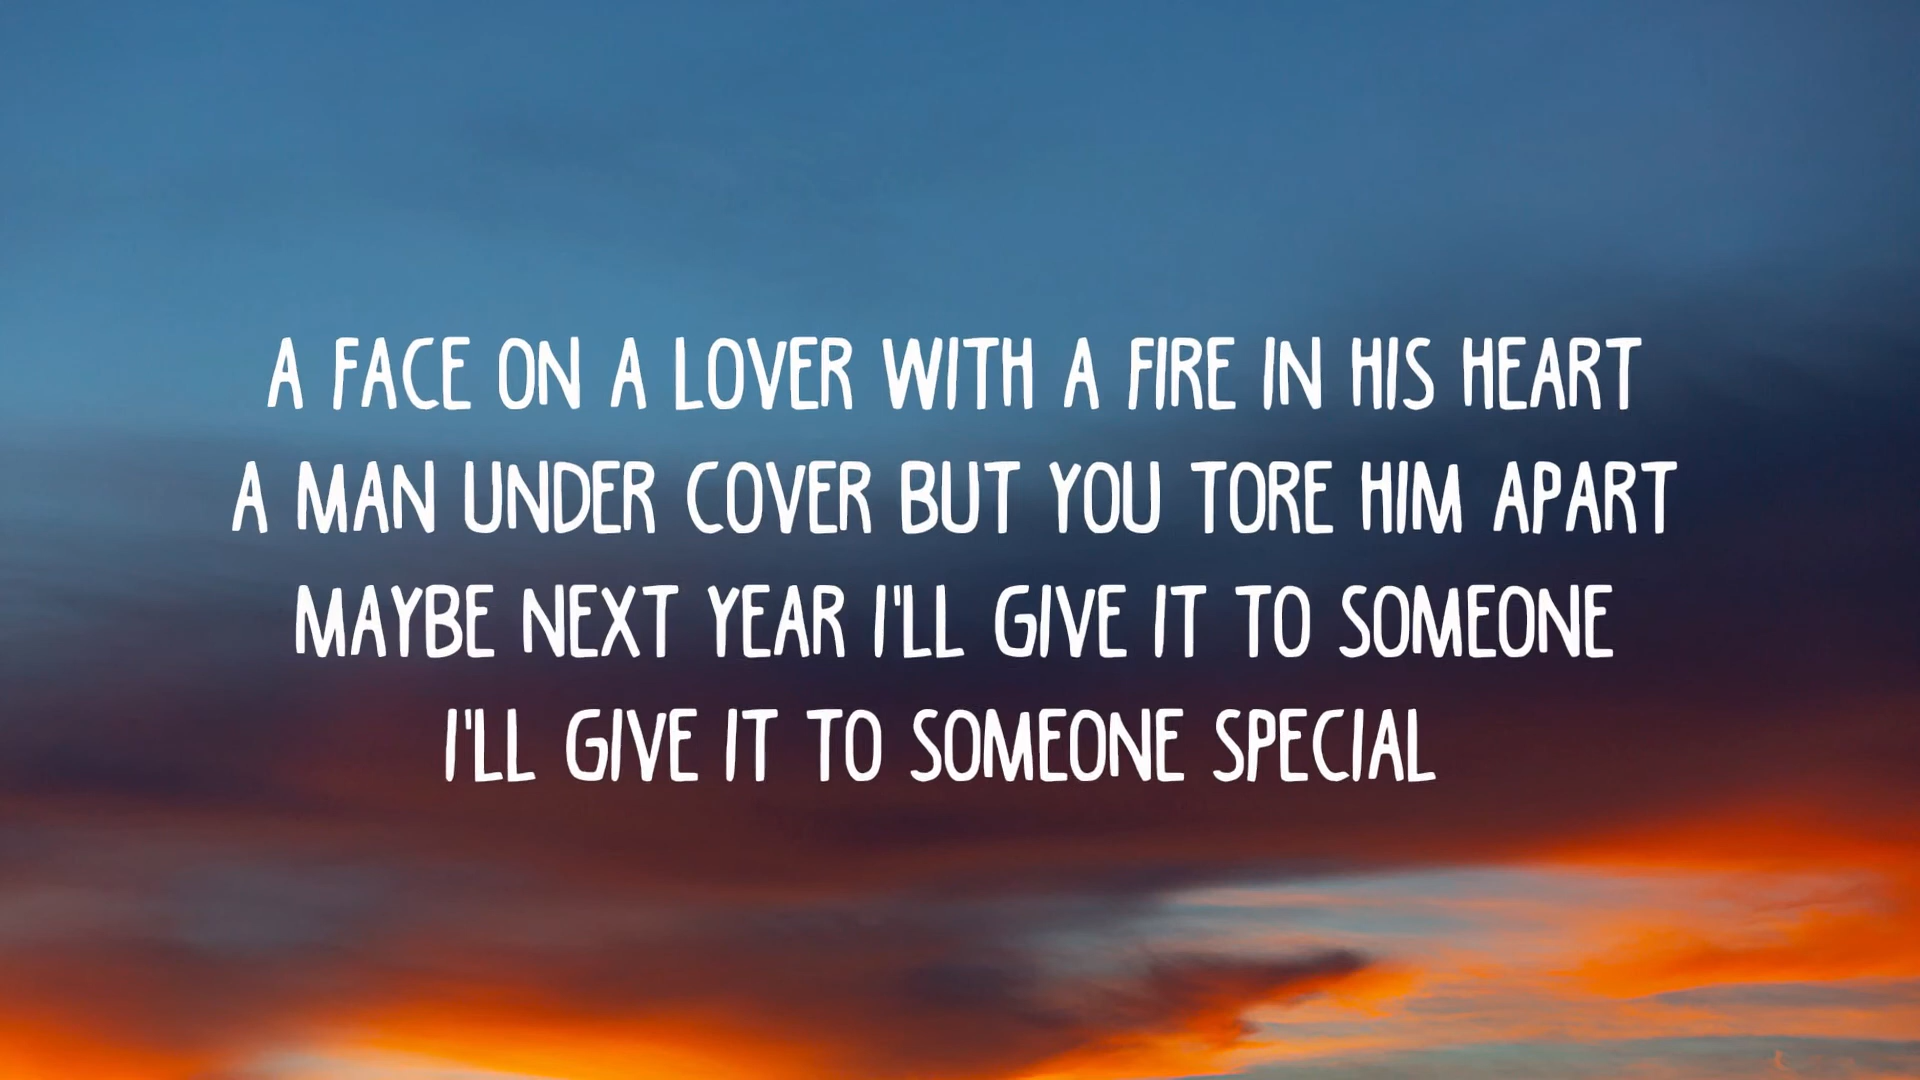 A FACE ON A LOVER WITH A FIRE IN HIS HEART
A MAN UNDER COVER BUT YOU TORE HIM APART
MAYBE NEXT YEAR I'LL GIVE IT TO SOMEONE
I'LL GIVE IT TO SOMEONE SPECIAL